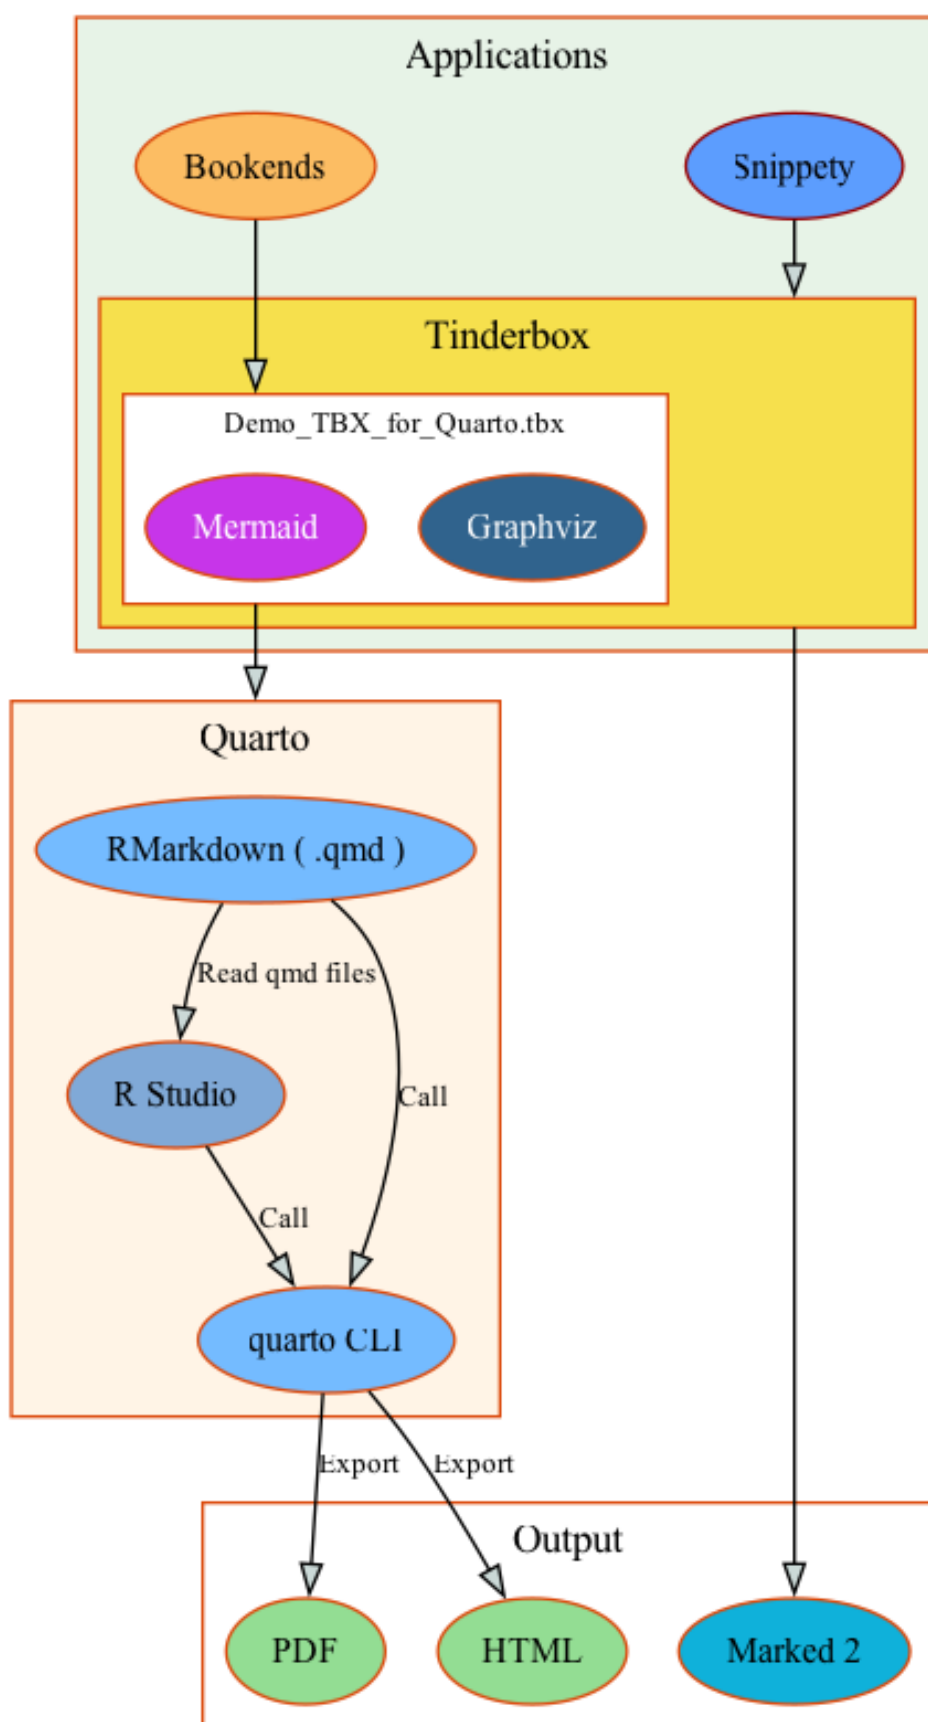 Applications
Bookends
Snippety
Tinderbox
Demo_TBX_for_Quarto.tbx
Mermaid
Graphviz
Quarto
RMarkdown ( .qmd )
Read qmd files
R Studio
Call
Call
quarto CLI
Export
Export
Output
PDF
HTML
Marked 2